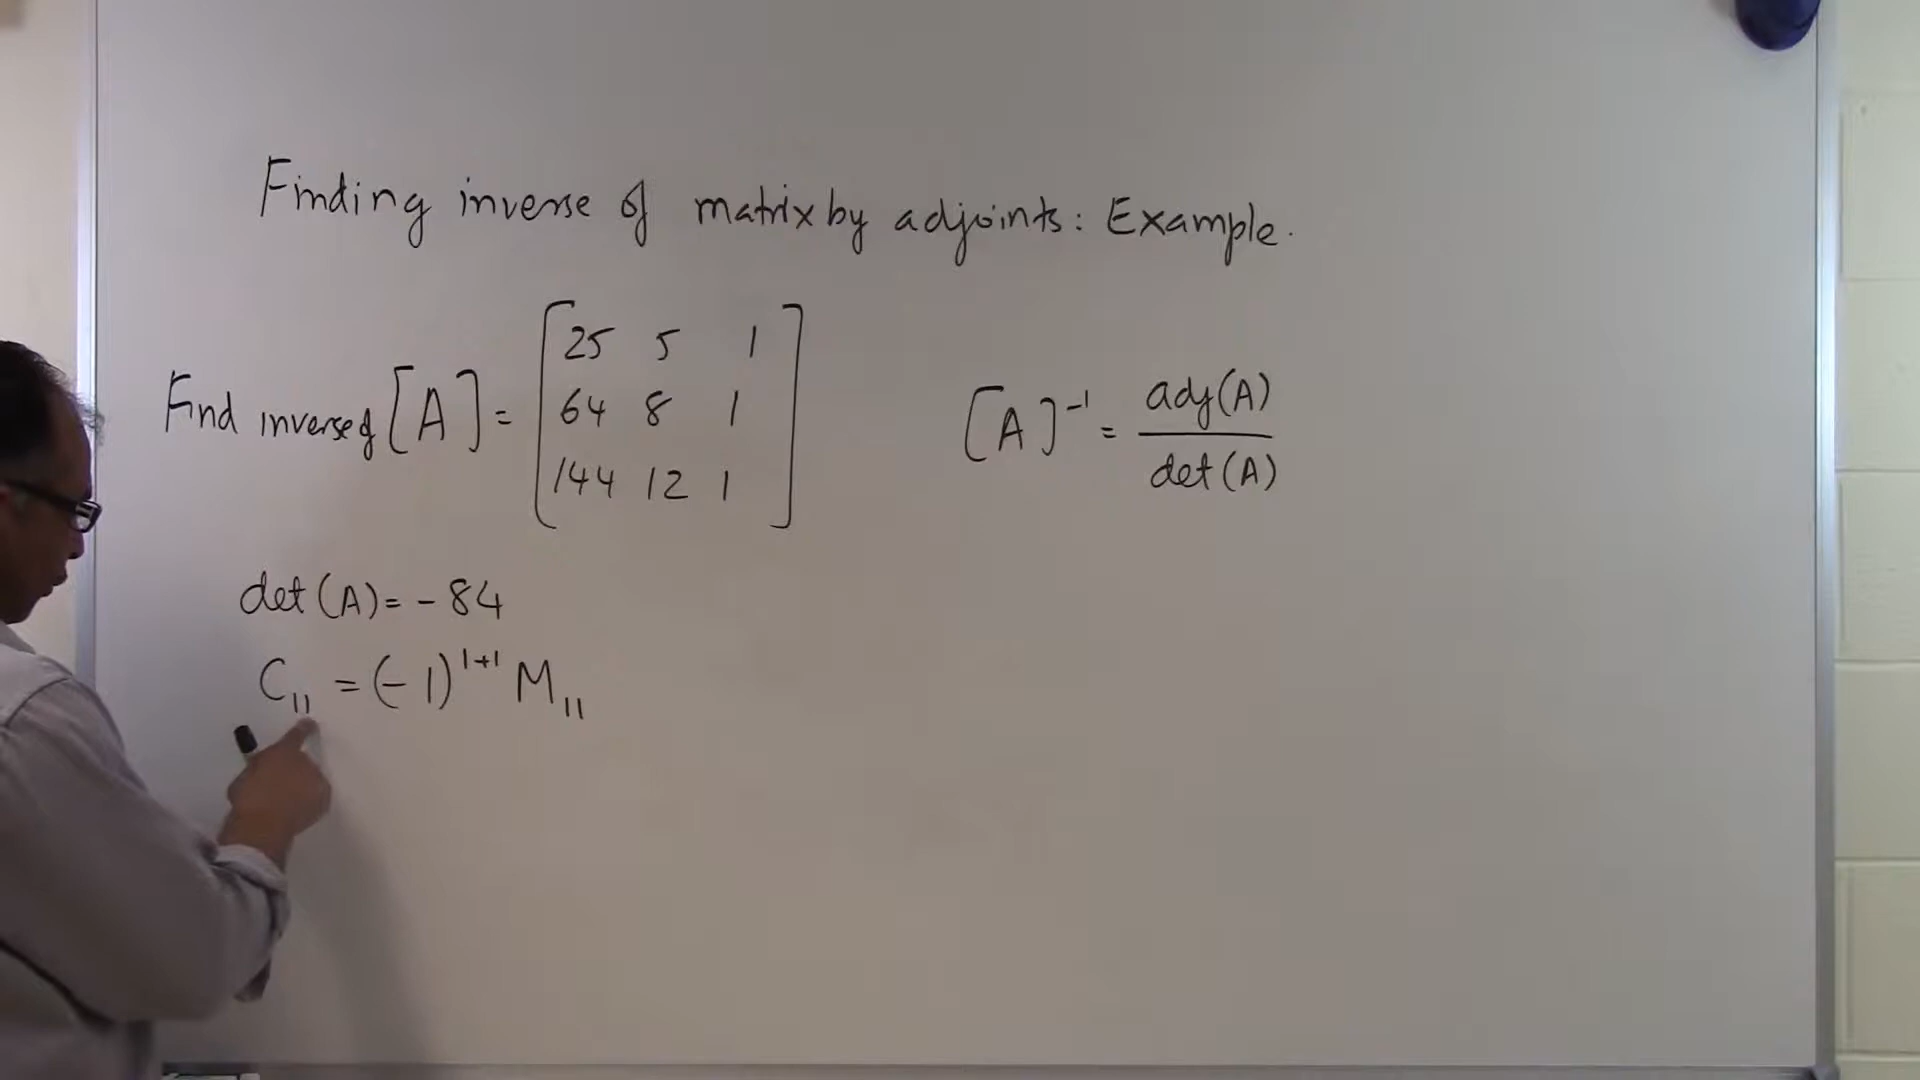 Finding inverse of matrix by adjoints: Example.
Find inverse of [A] = [25 5 1
64 8 1
144 12 1]
[A]⁻¹ = adj(A)
det(A)
det(A) = -84
C₁₁ = (-1)¹⁺¹ M₁₁